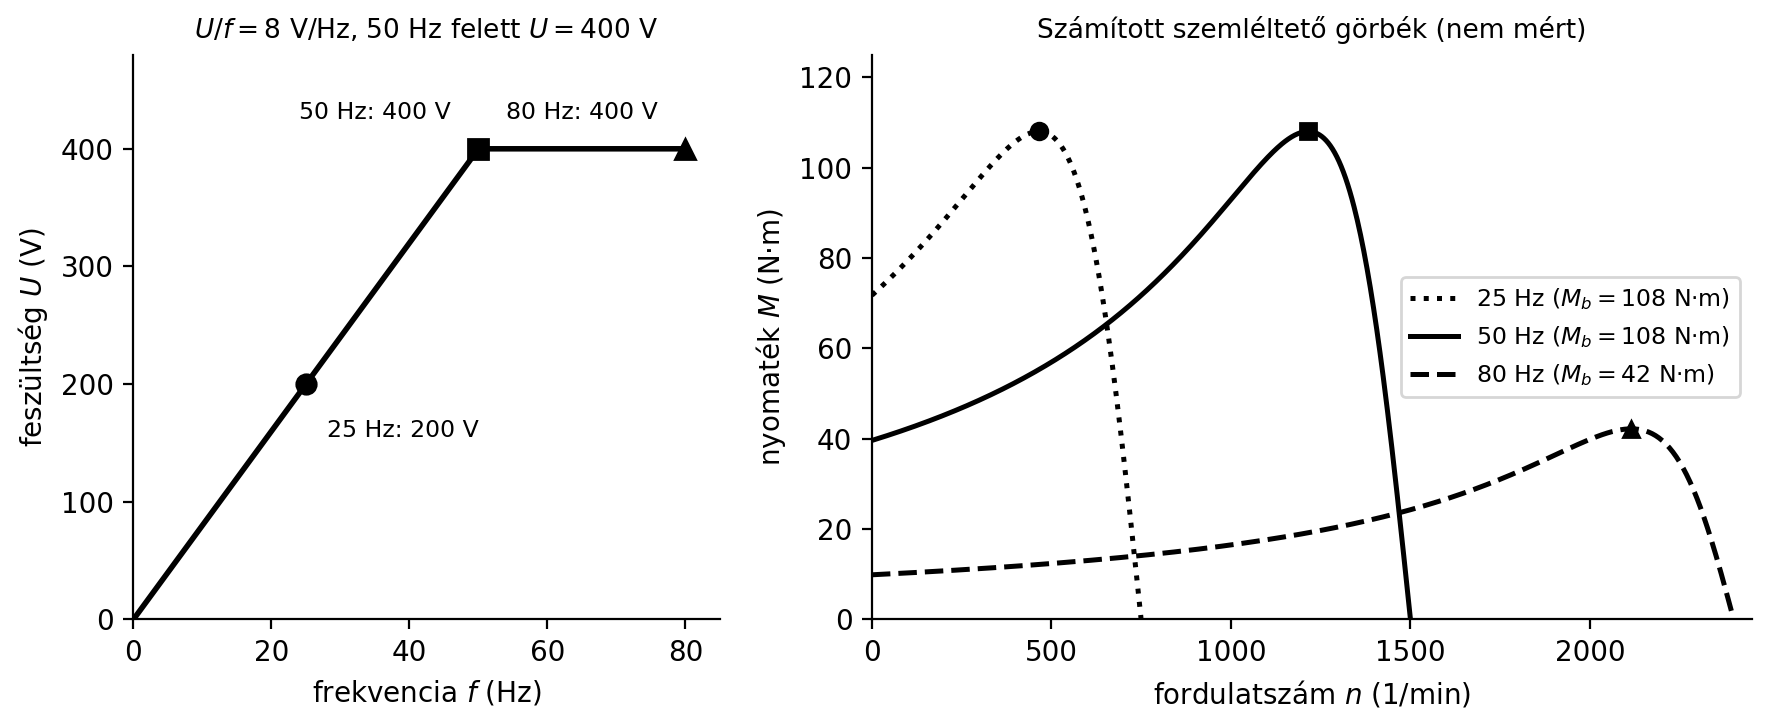 U/f = 8 V/Hz, 50 Hz felett U = 400 V
50 Hz: 400 V
80 Hz: 400 V
25 Hz: 200 V
400
300
200
100
0
feszültség U (V)
0
20
40
60
80
frekvencia f (Hz)
Számított szemléltető görbék (nem mért)
120
100
80
60
40
20
0
nyomaték M (N·m)
25 Hz (M_b = 108 N·m)
50 Hz (M_b = 108 N·m)
80 Hz (M_b = 42 N·m)
0
500
1000
1500
2000
fordulatszám n (1/min)